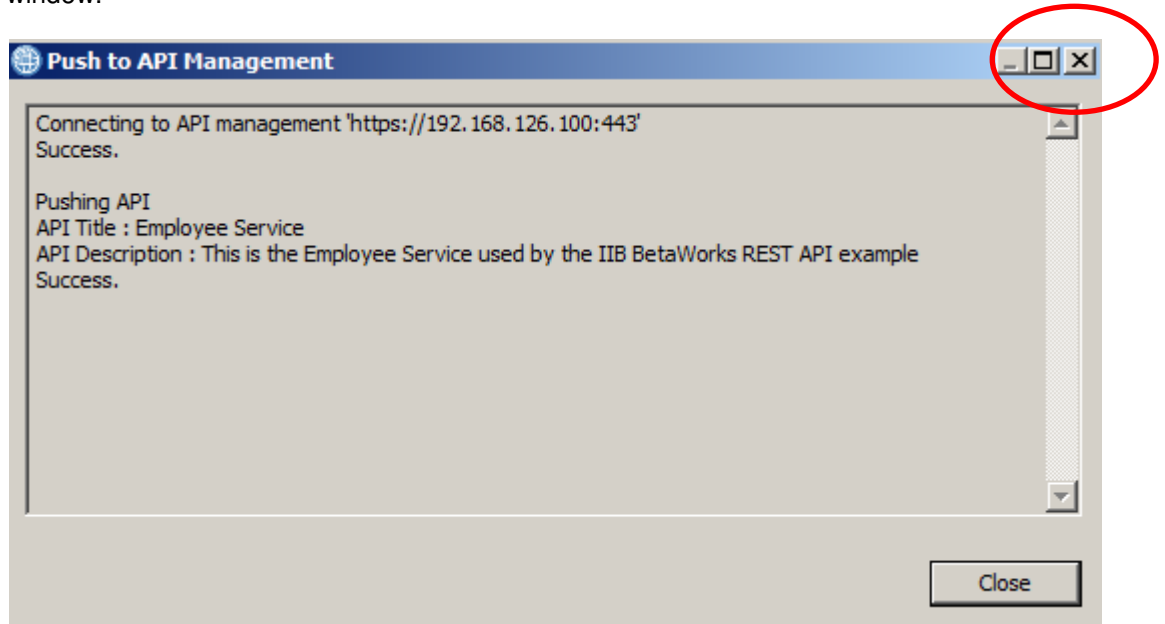 window.
Push to API Management
Connecting to API management 'https://192.168.126.100:443'
Success.
Pushing API
API Title : Employee Service
API Description : This is the Employee Service used by the IIB BetaWorks REST API example
Success.
Close